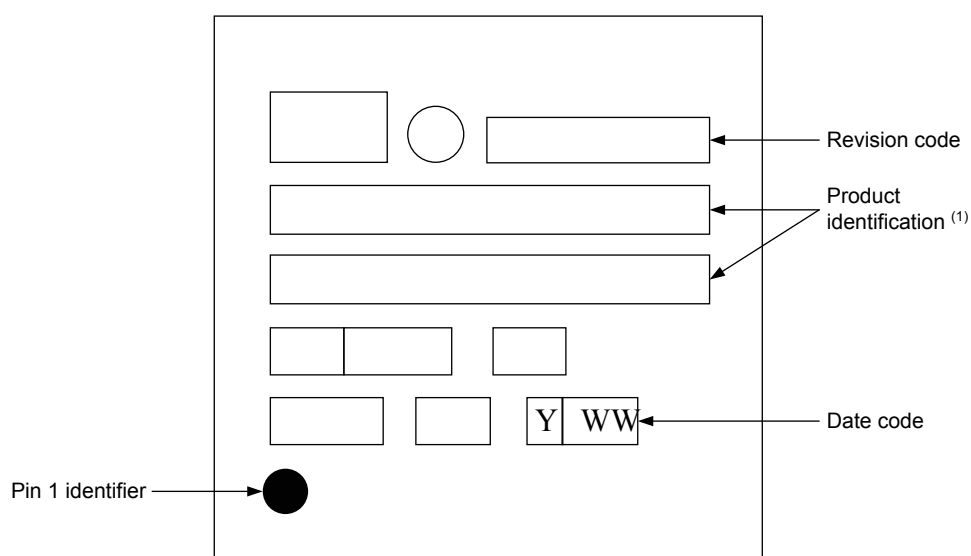 Revision code
Product
identification (1)
Y WW
Date code
Pin 1 identifier